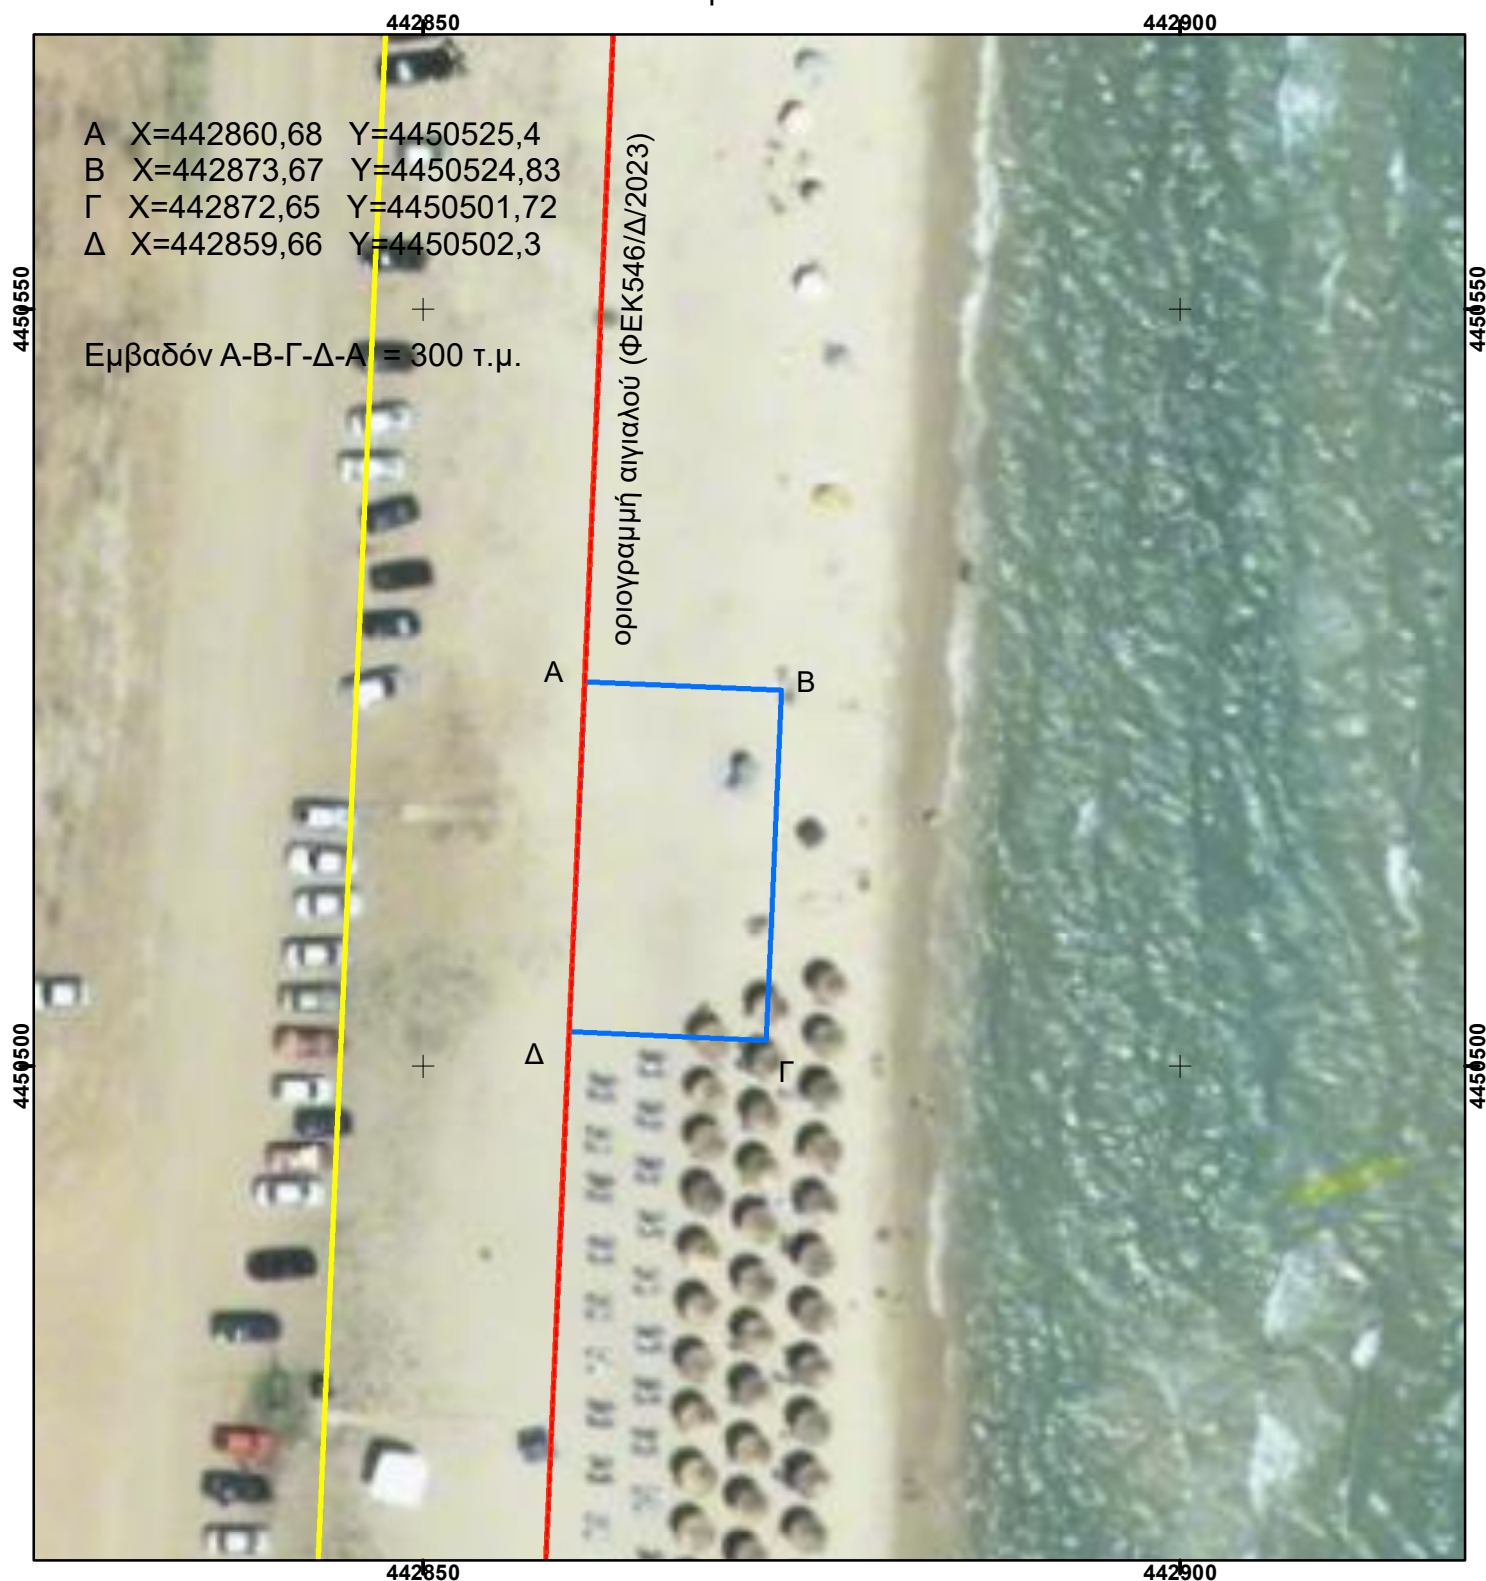 442850 442900
Α Χ=442860,68 Υ=4450525,4
Β Χ=442873,67 Υ=4450524,83
Γ Χ=442872,65 Υ=4450501,72
Δ Χ=442859,66 Υ=4450502,3
Εμβαδόν Α-Β-Γ-Δ-Α = 300 τ.μ.
οριογραμμή αιγιαλού (ΦΕΚ546/Δ/2023)
4450550 4450550
Α
Β
Δ
Γ
4450500 4450500
442850 442900